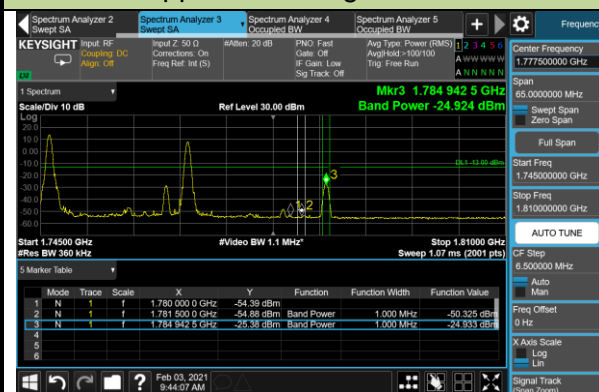 Spectrum Analyzer 2
Swept SA
Spectrum Analyzer 3
Swept SA
Spectrum Analyzer 4
Occupied BW
Spectrum Analyzer 5
Occupied BW
+
Frequency
KEYSIGHT
Input: RF
Coupling: DC
Align: Off
Input Z: 50 Ω
Corrections: On
Freq Ref: Int (S)
#Atten: 20 dB
PNO: Fast
Gate: Off
IF Gain: Low
Sig Track: Off
Avg Type: Power (RMS)
Avg|Hold:>100/100
Trig: Free Run
1 2 3 4 5 6
A W W W W W
A N N N N N
LXI
1 Spectrum
Scale/Div 10 dB
Ref Level 30.00 dBm
Mkr3 1.784 942 5 GHz
Band Power -24.924 dBm
Log
20.0
10.0
0.00
-10.0
-20.0
-30.0
-40.0
-50.0
-60.0
DL1 -13.00 dBm
1 2
3
Start 1.74500 GHz
#Res BW 360 kHz
#Video BW 1.1 MHz*
Stop 1.81000 GHz
Sweep 1.07 ms (2001 pts)
5 Marker Table
Mode Trace Scale X Y Function Function Width Function Value
1 N 1 f 1.780 000 0 GHz -54.39 dBm
2 N 1 f 1.781 500 0 GHz -54.88 dBm Band Power 1.000 MHz -50.325 dBm
3 N 1 f 1.784 942 5 GHz -25.38 dBm Band Power 1.000 MHz -24.933 dBm
4
5
6
Feb 03, 2021
9:44:07 AM
?
Center Frequency
1.777500000 GHz
Span
65.0000000 MHz
Swept Span
Zero Span
Full Span
Start Freq
1.745000000 GHz
Stop Freq
1.810000000 GHz
AUTO TUNE
CF Step
6.500000 MHz
Auto
Man
Freq Offset
0 Hz
X Axis Scale
Log
Lin
Signal Track
(Span Zoom)